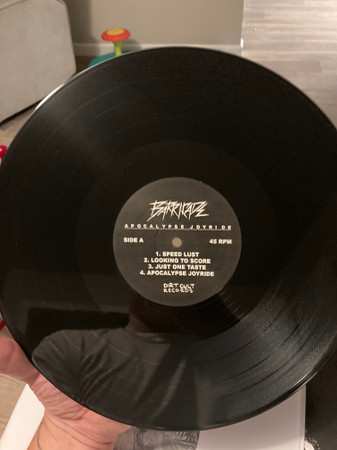 BARRICADE
APOCALYPSE JOYRIDE
SIDE A 45 RPM
1. SPEED LUST
2. LOOKING TO SCORE
3. JUST ONE TASTE
4. APOCALYPSE JOYRIDE
DIRT CULT
RECORDS